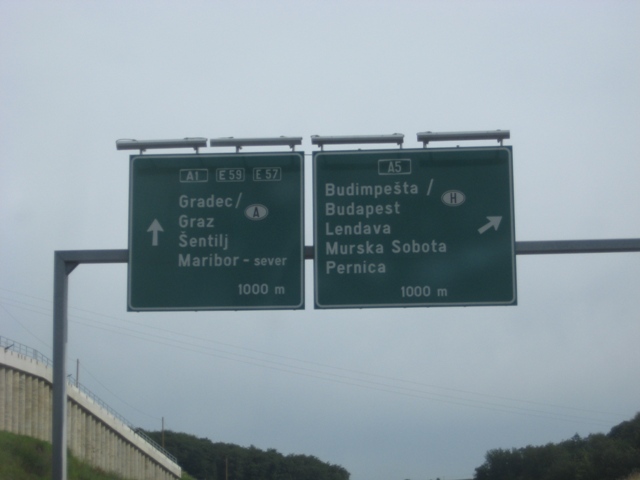 A1 E 59 E 57
Gradec/
Graz
A
Šentilj
Maribor - sever
1000 m
A5
Budimpešta /
Budapest
H
Lendava
Murska Sobota
Pernica
1000 m